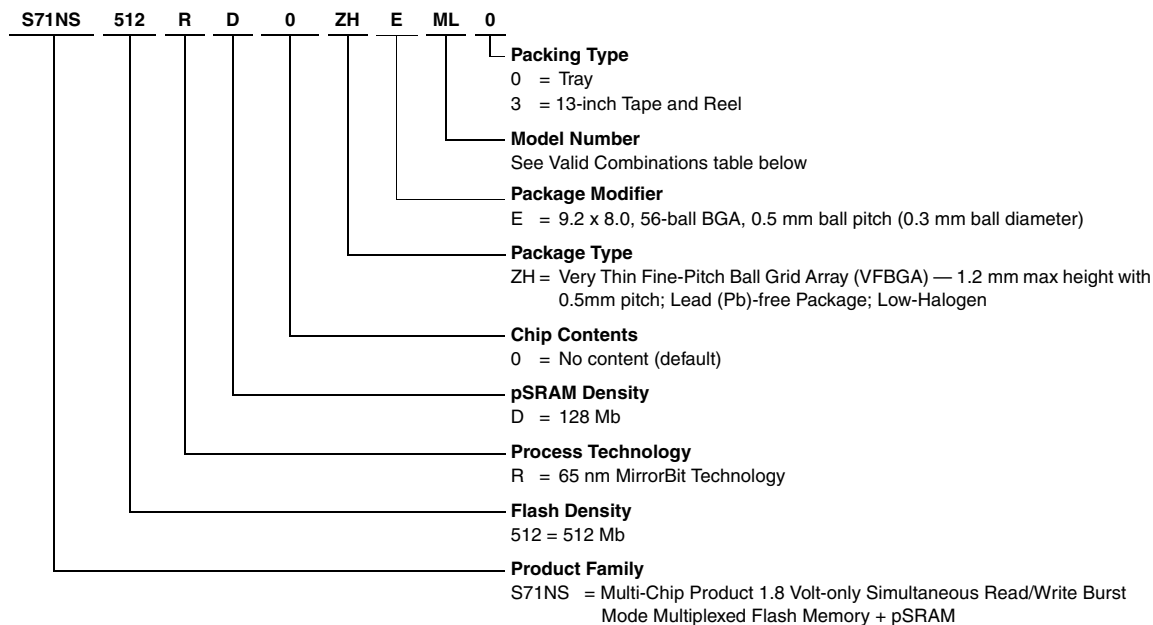 S71NS 512 R D 0 ZH E ML 0
Packing Type
0 = Tray
3 = 13-inch Tape and Reel
Model Number
See Valid Combinations table below
Package Modifier
E = 9.2 x 8.0, 56-ball BGA, 0.5 mm ball pitch (0.3 mm ball diameter)
Package Type
ZH = Very Thin Fine-Pitch Ball Grid Array (VFBGA) — 1.2 mm max height with
0.5mm pitch; Lead (Pb)-free Package; Low-Halogen
Chip Contents
0 = No content (default)
pSRAM Density
D = 128 Mb
Process Technology
R = 65 nm MirrorBit Technology
Flash Density
512 = 512 Mb
Product Family
S71NS = Multi-Chip Product 1.8 Volt-only Simultaneous Read/Write Burst
Mode Multiplexed Flash Memory + pSRAM